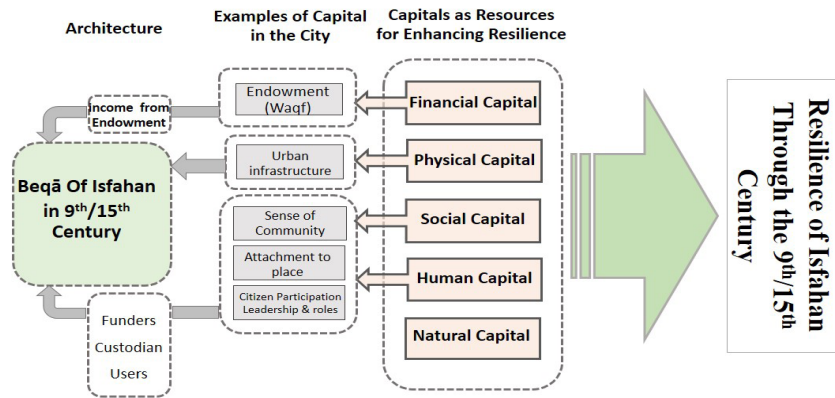 Architecture
Examples of Capital
in the City
Capitals as Resources
for Enhancing Resilience
Income from
Endowment
Beqā Of Isfahan
in 9th/15th
Century
Funders
Custodian
Users
Endowment
(Waqf)
Urban
infrastructure
Sense of
Community
Attachment to
place
Citizen Participation
Leadership & roles
Financial Capital
Physical Capital
Social Capital
Human Capital
Natural Capital
Resilience of Isfahan
Through the 9th/15th
Century